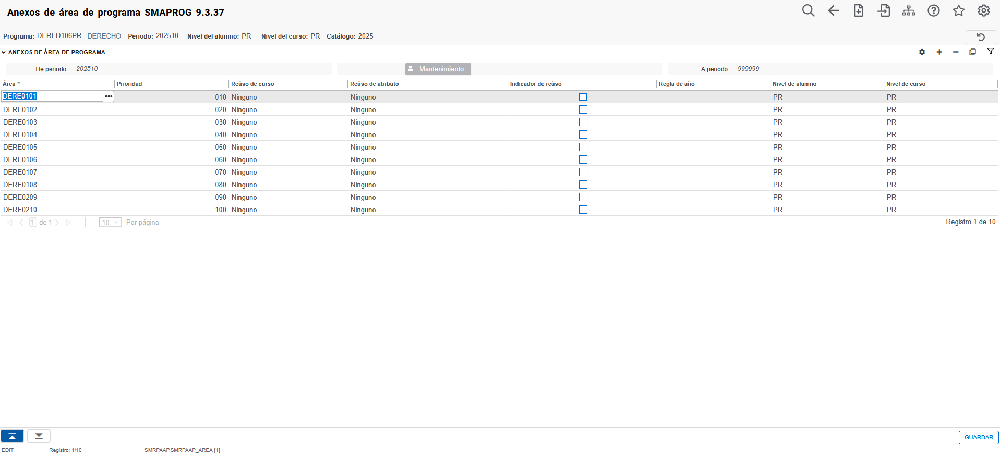 Anexos de área de programa SMAPROG 9.3.37
Programa: DERED106PR DERECHO Periodo: 202510 Nivel del alumno: PR Nivel del curso: PR Catálogo: 2025
ANEXOS DE ÁREA DE PROGRAMA
De periodo 202510 Mantenimiento A periodo 999999
Área * Prioridad Reúso de curso Reúso de atributo Indicador de reúso Regla de año Nivel de alumno Nivel de curso
DERE0101 ••• 010 Ninguno Ninguno PR PR
DERE0102 020 Ninguno Ninguno PR PR
DERE0103 030 Ninguno Ninguno PR PR
DERE0104 040 Ninguno Ninguno PR PR
DERE0105 050 Ninguno Ninguno PR PR
DERE0106 060 Ninguno Ninguno PR PR
DERE0107 070 Ninguno Ninguno PR PR
DERE0108 080 Ninguno Ninguno PR PR
DERE0209 090 Ninguno Ninguno PR PR
DERE0210 100 Ninguno Ninguno PR PR
1 de 1 10 Por página Registro 1 de 10
GUARDAR
EDIT Registro: 1/10 SMRPAAP.SMRPAAP_AREA [1]